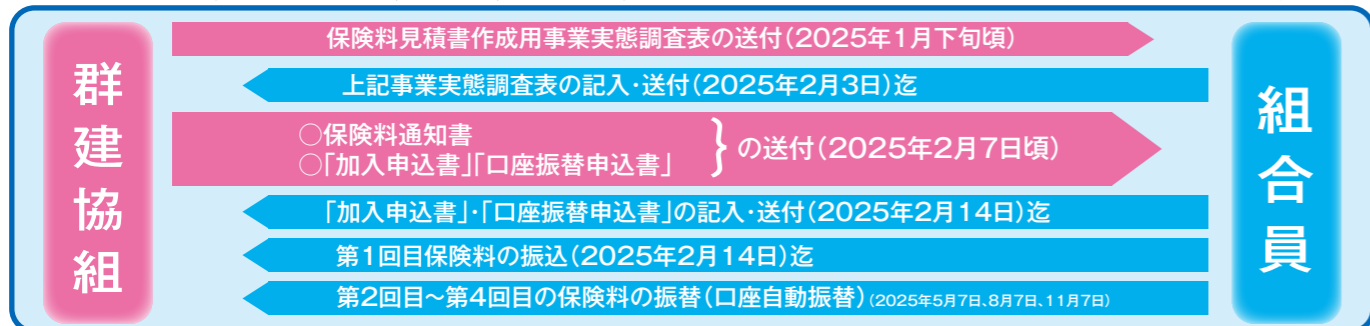 群建協組
保険料見積書作成用事業実態調査表の送付(2025年1月下旬頃)
上記事業実態調査表の記入・送付(2025年2月3日)迄
○保険料通知書
○「加入申込書」「口座振替申込書」
}の送付(2025年2月7日頃)
「加入申込書」・「口座振替申込書」の記入・送付(2025年2月14日)迄
第1回目保険料の振込(2025年2月14日)迄
第2回目〜第4回目の保険料の振替(口座自動振替)(2025年5月7日、8月7日、11月7日)
組合員